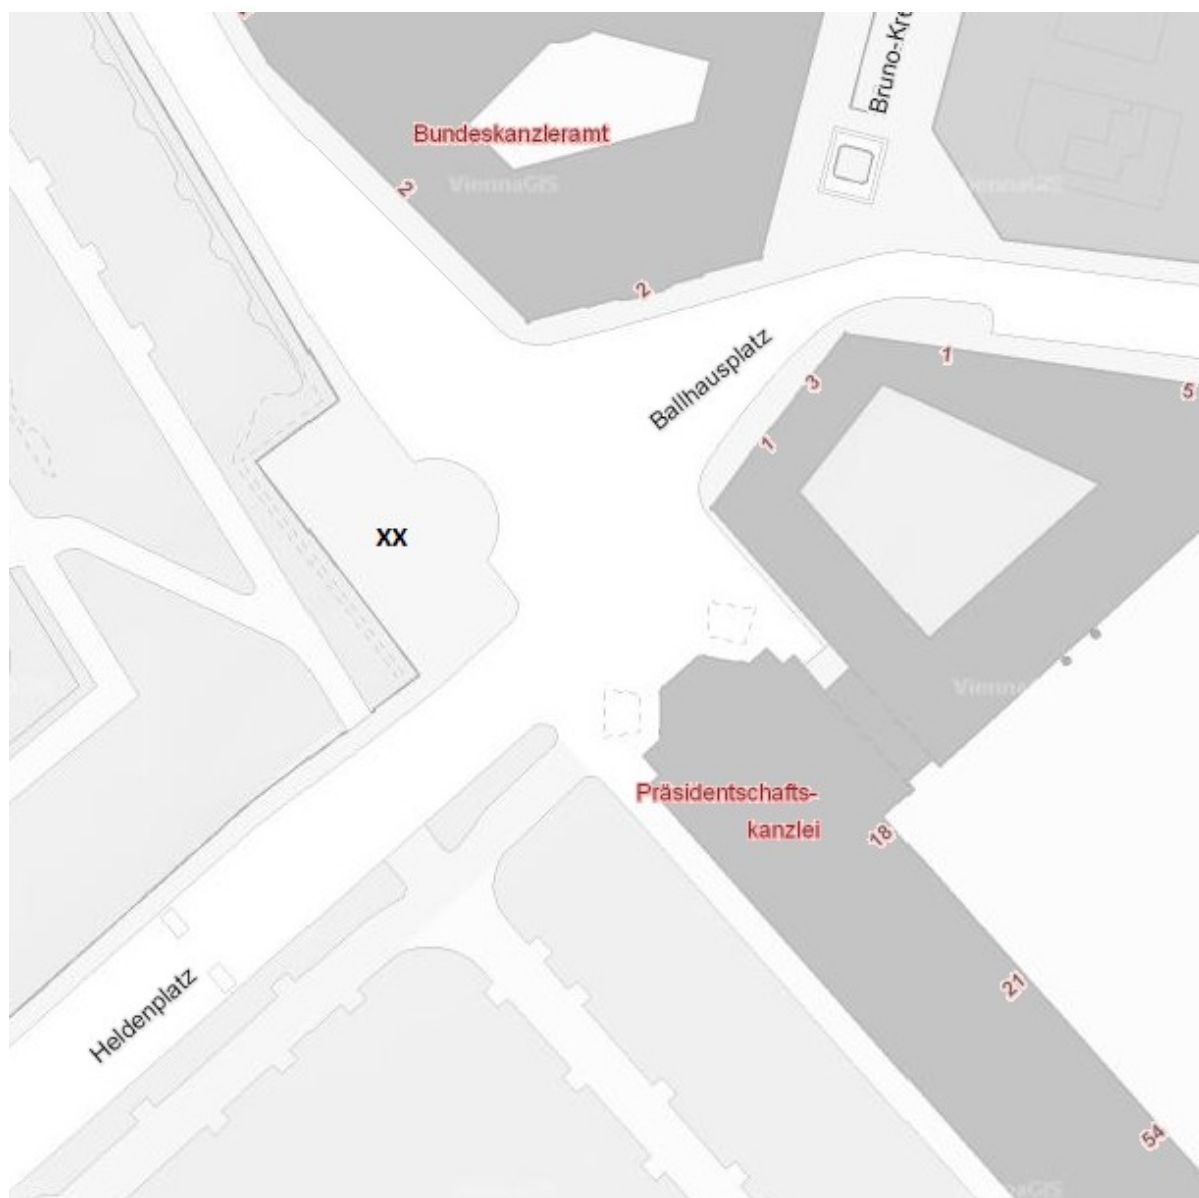 Bruno-Kre
Bundeskanzleramt
2
ViennaGIS
ViennaGIS
2
Ballhausplatz
1
3
5
1
XX
Präsidentschafts-
kanzlei
18
21
Heldenplatz
54